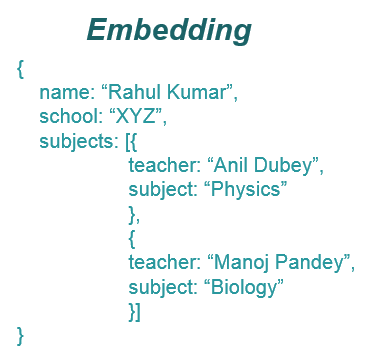 Embedding
{
name: “Rahul Kumar”,
school: “XYZ”,
subjects: [{
teacher: “Anil Dubey”,
subject: “Physics”
},
{
teacher: “Manoj Pandey”,
subject: “Biology”
}]
}